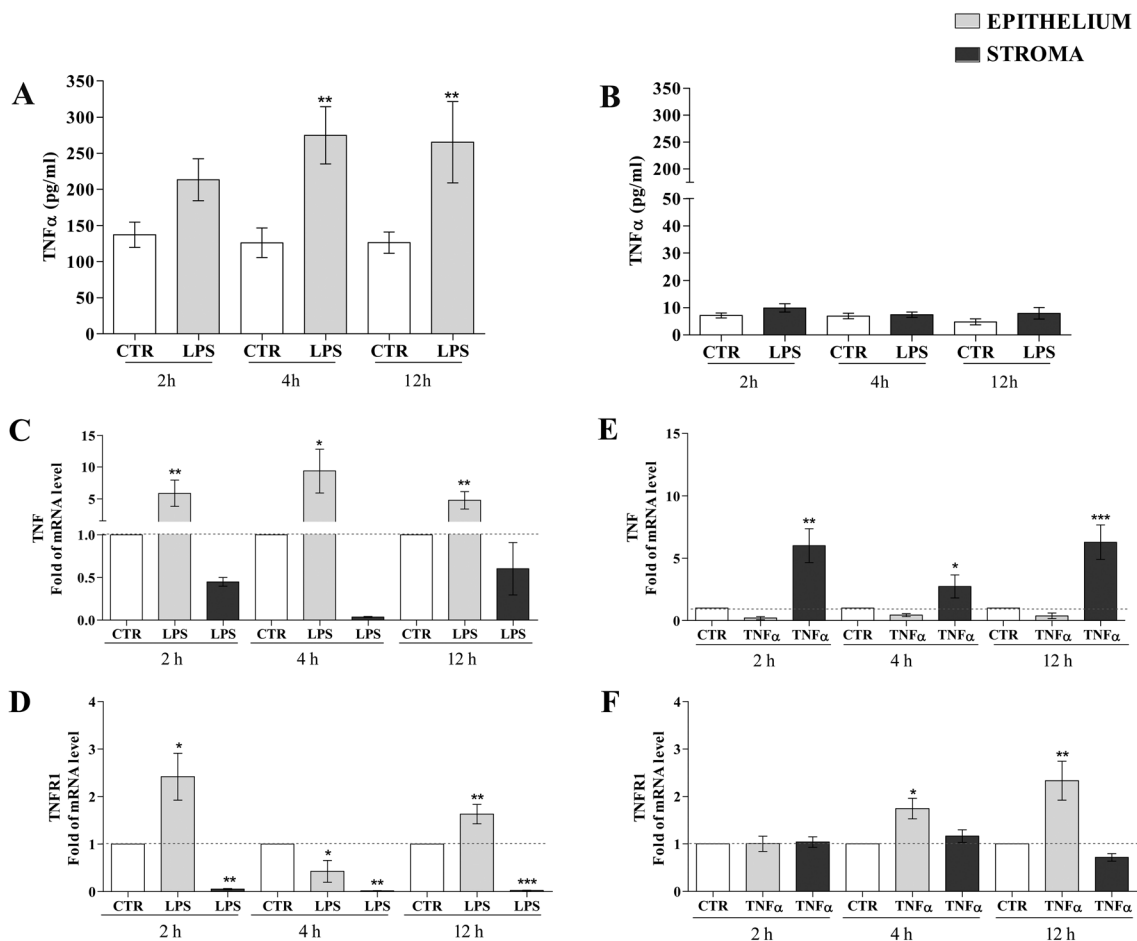 EPITHELIUM
STROMA
A
TNFα (pg/ml)
350
300
250
200
150
100
50
0
**
**
CTR LPS CTR LPS CTR LPS
2h 4h 12h
B
TNFα (pg/ml)
350
300
250
200
50
40
30
20
10
0
CTR LPS CTR LPS CTR LPS
2h 4h 12h
C
TNF
Fold of mRNA level
15
10
5
1.0
0.5
0.0
**
*
**
CTR LPS LPS CTR LPS LPS CTR LPS LPS
2 h 4 h 12 h
E
TNF
Fold of mRNA level
15
10
5
0
**
*
***
CTR TNFα TNFα CTR TNFα TNFα CTR TNFα TNFα
2 h 4 h 12 h
D
TNFR1
Fold of mRNA level
4
3
2
1
0
*
**
*
**
**
***
CTR LPS LPS CTR LPS LPS CTR LPS LPS
2 h 4 h 12 h
F
TNFR1
Fold of mRNA level
4
3
2
1
0
*
**
CTR TNFα TNFα CTR TNFα TNFα CTR TNFα TNFα
2 h 4 h 12 h